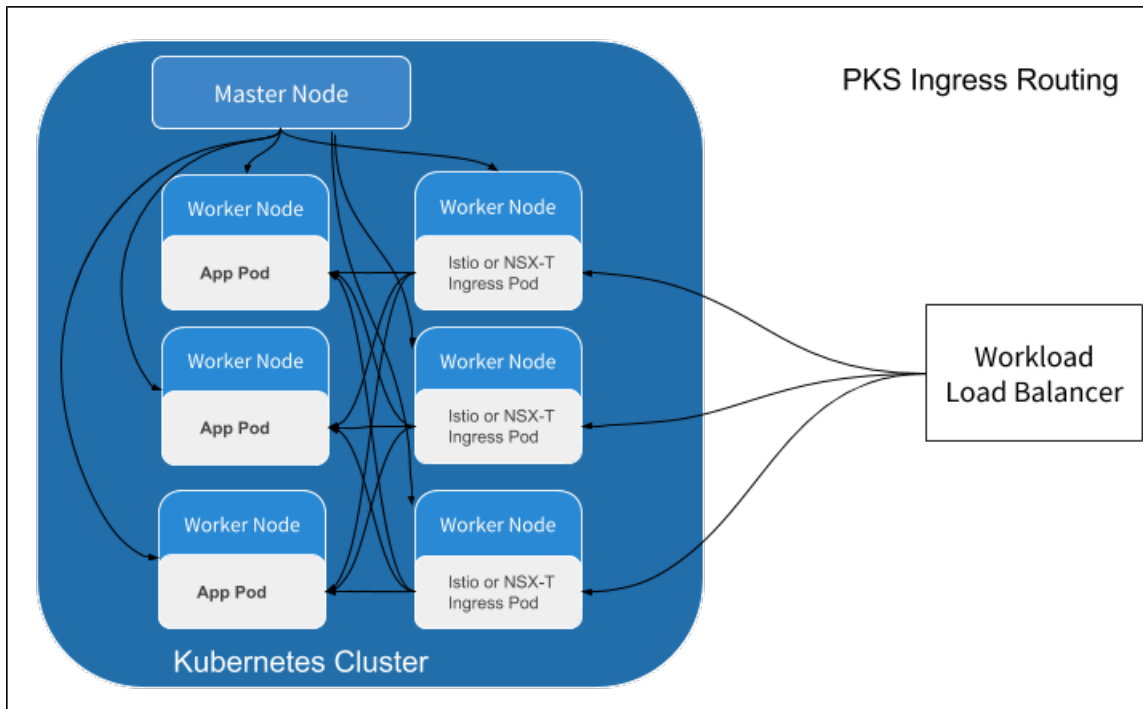 PKS Ingress Routing
Master Node
Worker Node
App Pod
Worker Node
Istio or NSX-T
Ingress Pod
Worker Node
App Pod
Worker Node
Istio or NSX-T
Ingress Pod
Worker Node
App Pod
Worker Node
Istio or NSX-T
Ingress Pod
Workload
Load Balancer
Kubernetes Cluster